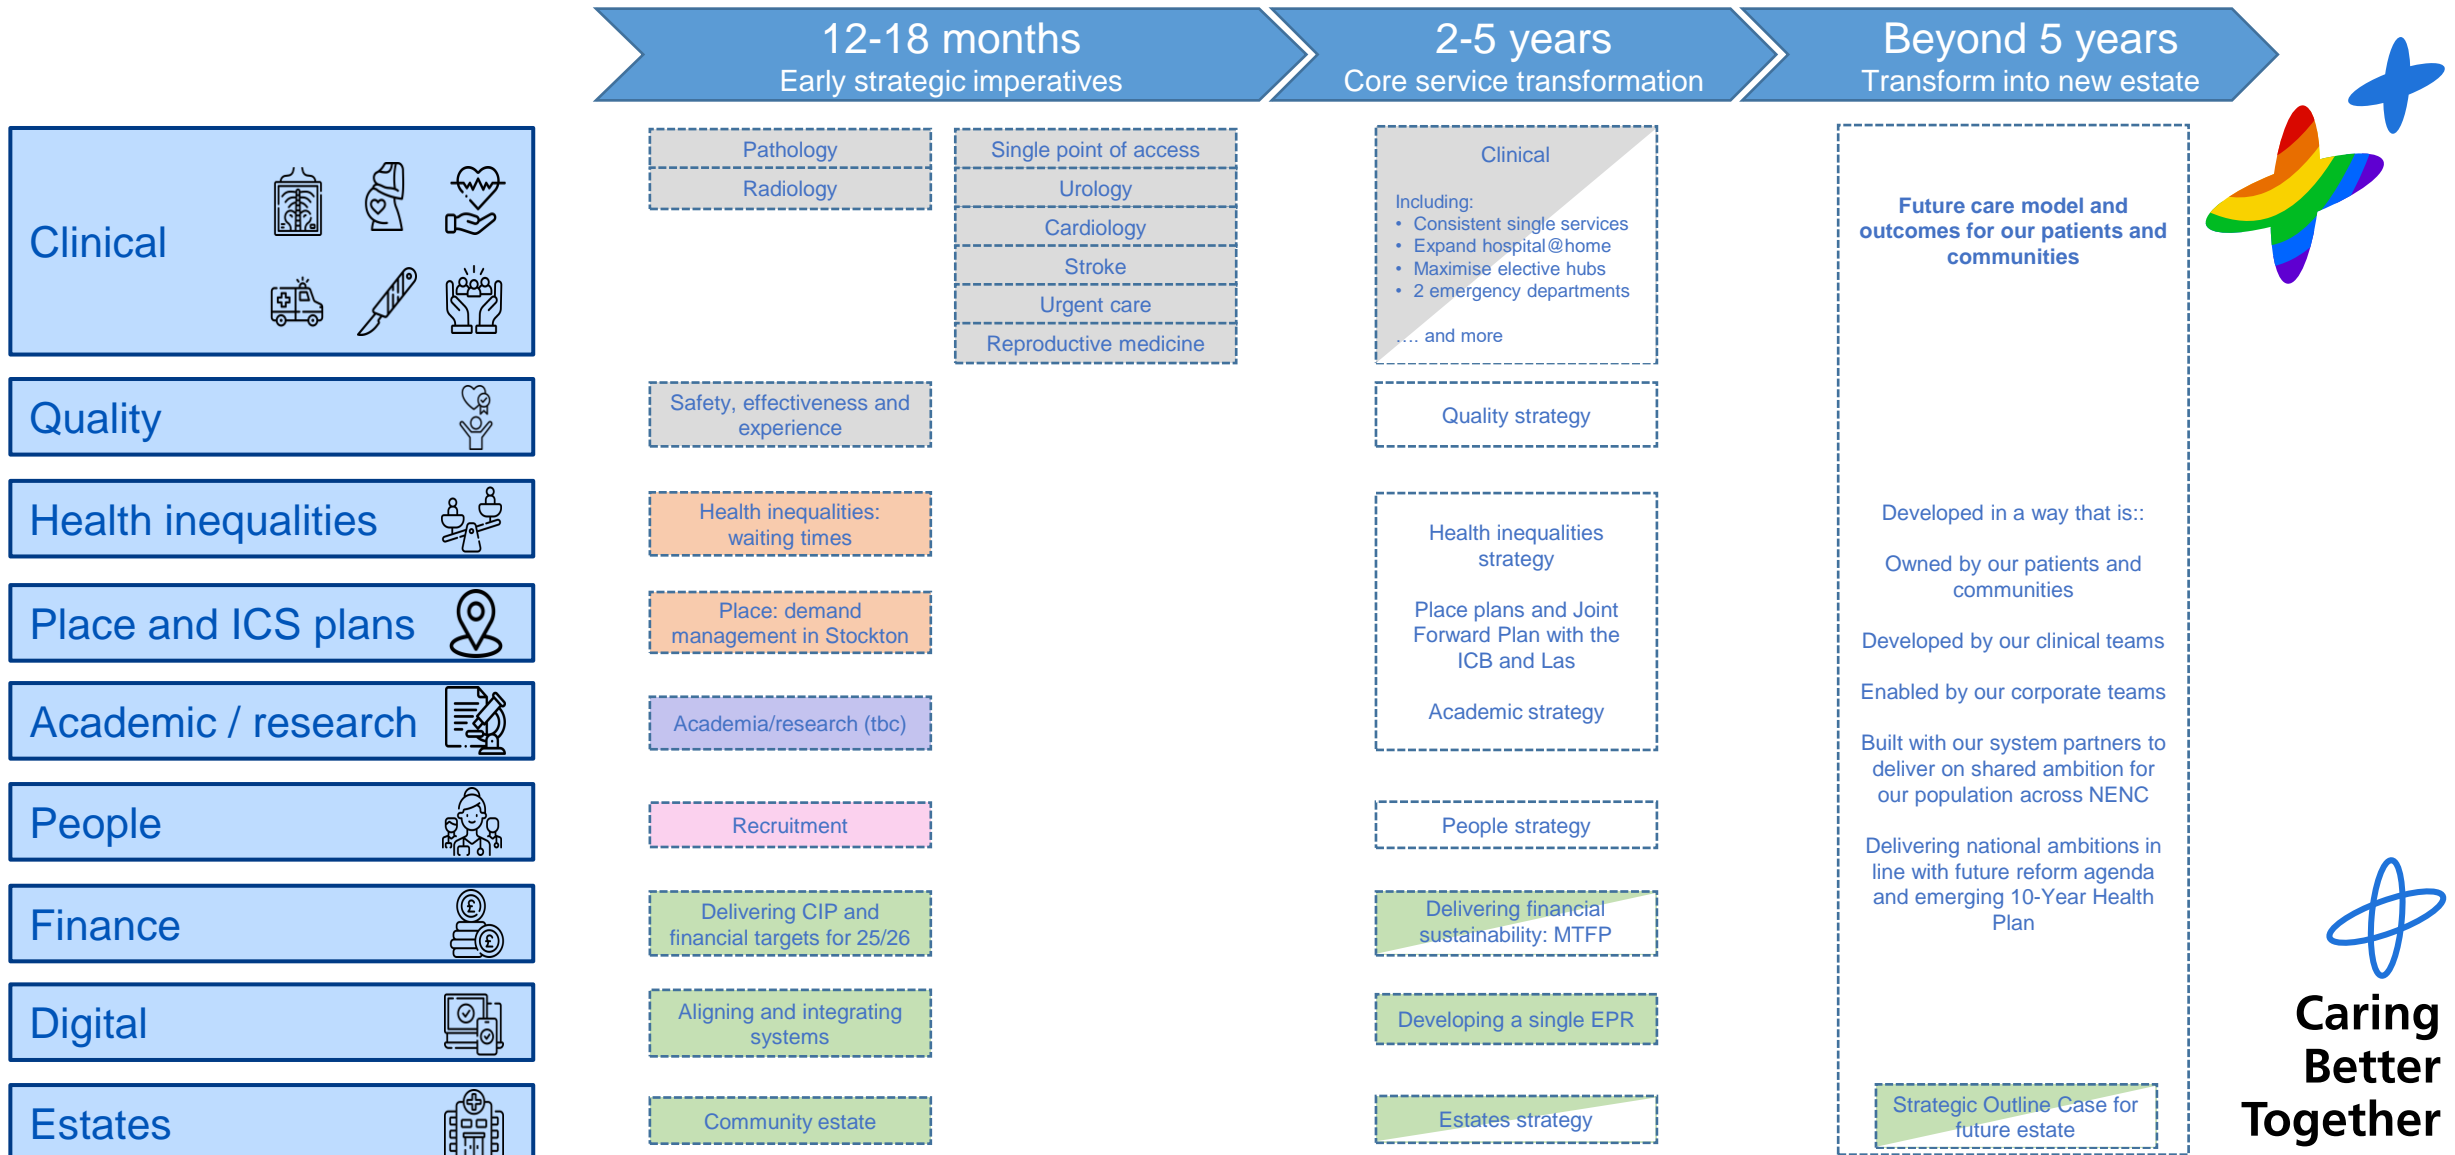 12-18 months
Early strategic imperatives
2-5 years
Core service transformation
Beyond 5 years
Transform into new estate
Clinical
Pathology
Radiology
Single point of access
Urology
Cardiology
Stroke
Urgent care
Reproductive medicine
Clinical
Including:
• Consistent single services
• Expand hospital@home
• Maximise elective hubs
• 2 emergency departments
…. and more
Future care model and
outcomes for our patients and
communities
Quality
Safety, effectiveness and
experience
Quality strategy
Health inequalities
Health inequalities:
waiting times
Health inequalities
strategy
Place plans and Joint
Forward Plan with the
ICB and Las
Academic strategy
Developed in a way that is::
Owned by our patients and
communities
Developed by our clinical teams
Enabled by our corporate teams
Built with our system partners to
deliver on shared ambition for
our population across NENC
Delivering national ambitions in
line with future reform agenda
and emerging 10-Year Health
Plan
Place and ICS plans
Place: demand
management in Stockton
Academic / research
Academia/research (tbc)
People
Recruitment
People strategy
Finance
££
Delivering CIP and
financial targets for 25/26
Delivering financial
sustainability: MTFP
Digital
Aligning and integrating
systems
Developing a single EPR
Estates
Community estate
Estates strategy
Strategic Outline Case for
future estate
Caring
Better
Together